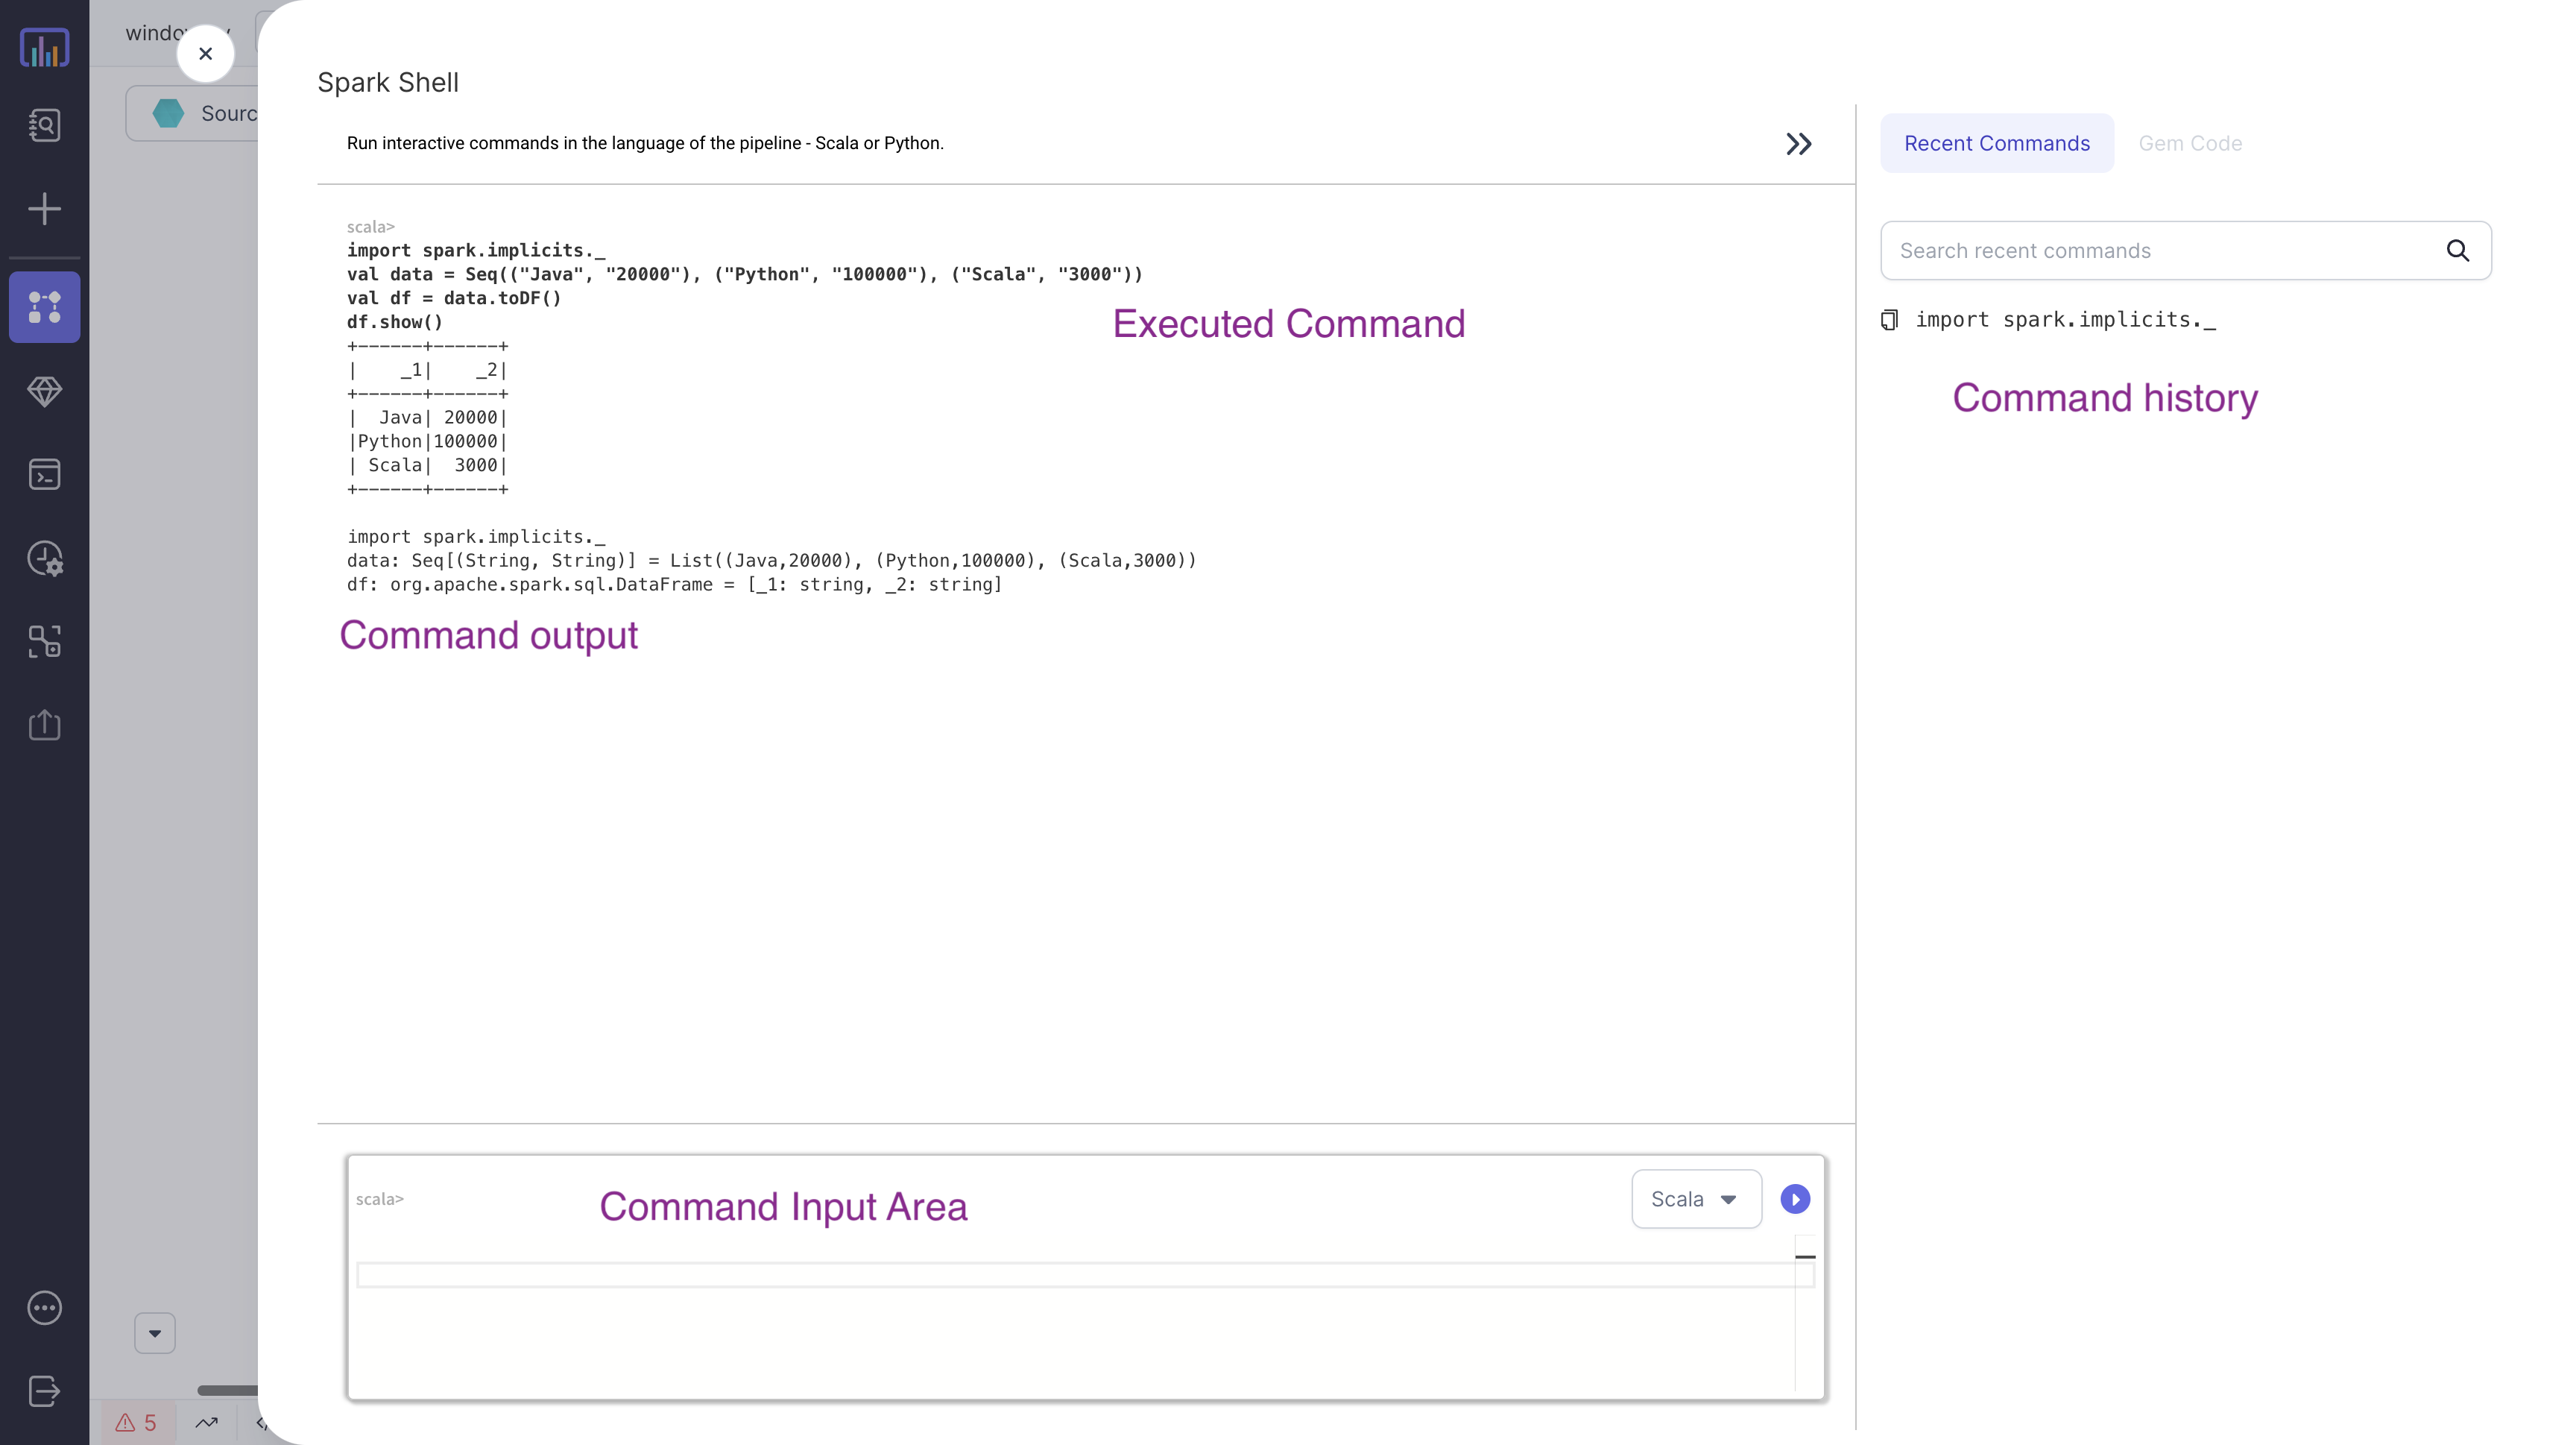 Sourc
Spark Shell
Run interactive commands in the language of the pipeline - Scala or Python.
scala>
import spark.implicits._
val data = Seq(("Java", "20000"), ("Python", "100000"), ("Scala", "3000"))
val df = data.toDF()
df.show()
+------+------+
|    _1|    _2|
+------+------+
|  Java| 20000|
|Python|100000|
| Scala|  3000|
+------+------+
import spark.implicits._
data: Seq[(String, String)] = List((Java,20000), (Python,100000), (Scala,3000))
df: org.apache.spark.sql.DataFrame = [_1: string, _2: string]
Executed Command
Command output
scala>
Command Input Area
Scala
Recent Commands
Gem Code
Search recent commands
import spark.implicits._
Command history
5